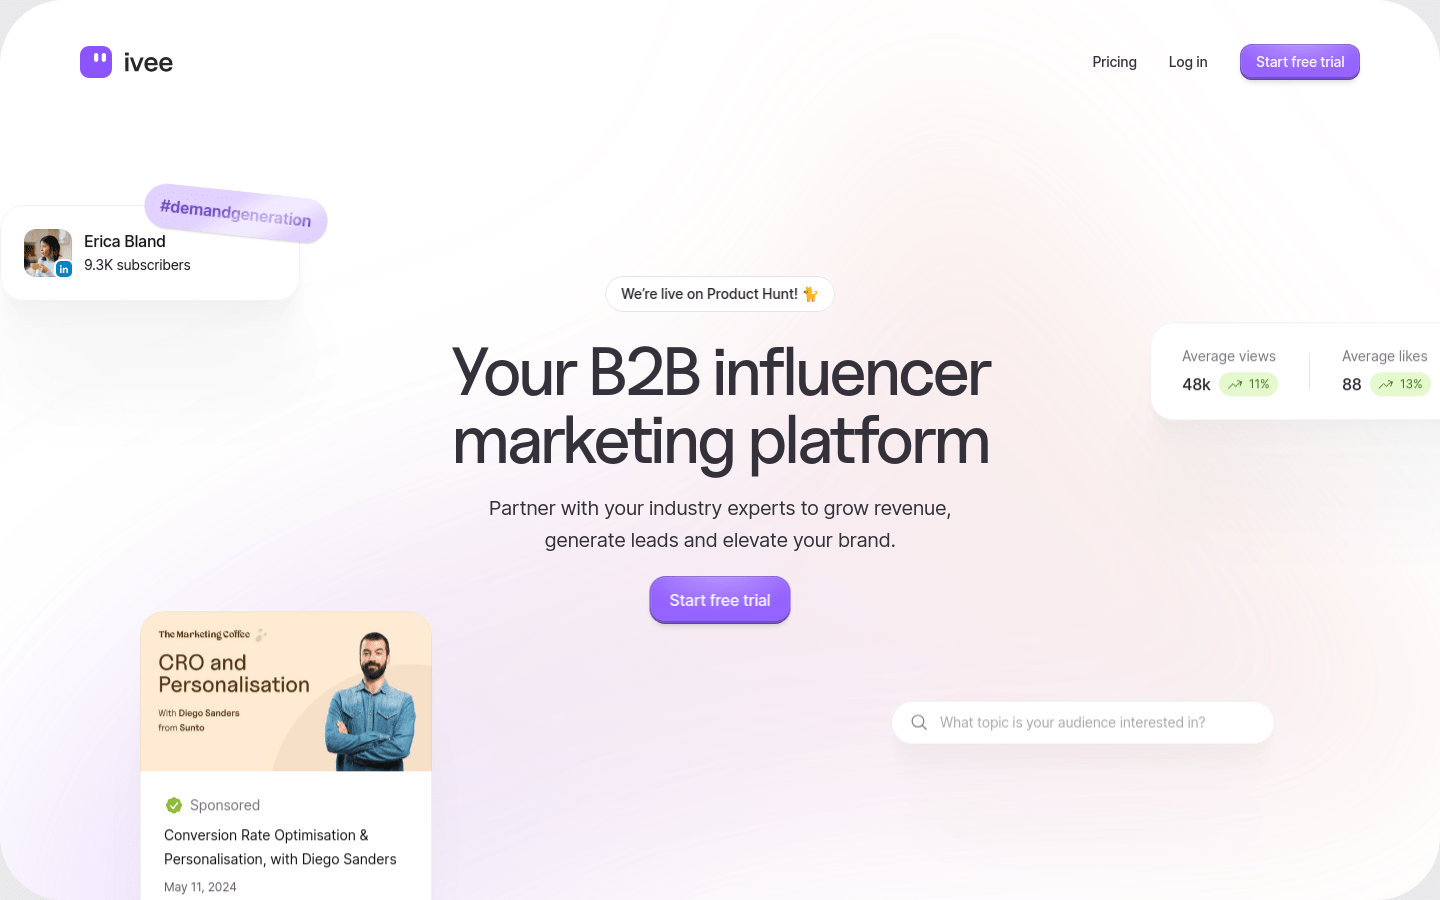 ivee
Pricing
Log in
Start free trial
#demandgeneration
Erica Bland
9.3K subscribers
in
We're live on Product Hunt! 🐈
Your B2B influencer
marketing platform
Partner with your industry experts to grow revenue,
generate leads and elevate your brand.
Start free trial
Average views
48k
11%
Average likes
88
13%
The Marketing Coffee
CRO and
Personalisation
With Diego Sanders
from Sunto
Sponsored
Conversion Rate Optimisation &
Personalisation, with Diego Sanders
May 11, 2024
What topic is your audience interested in?